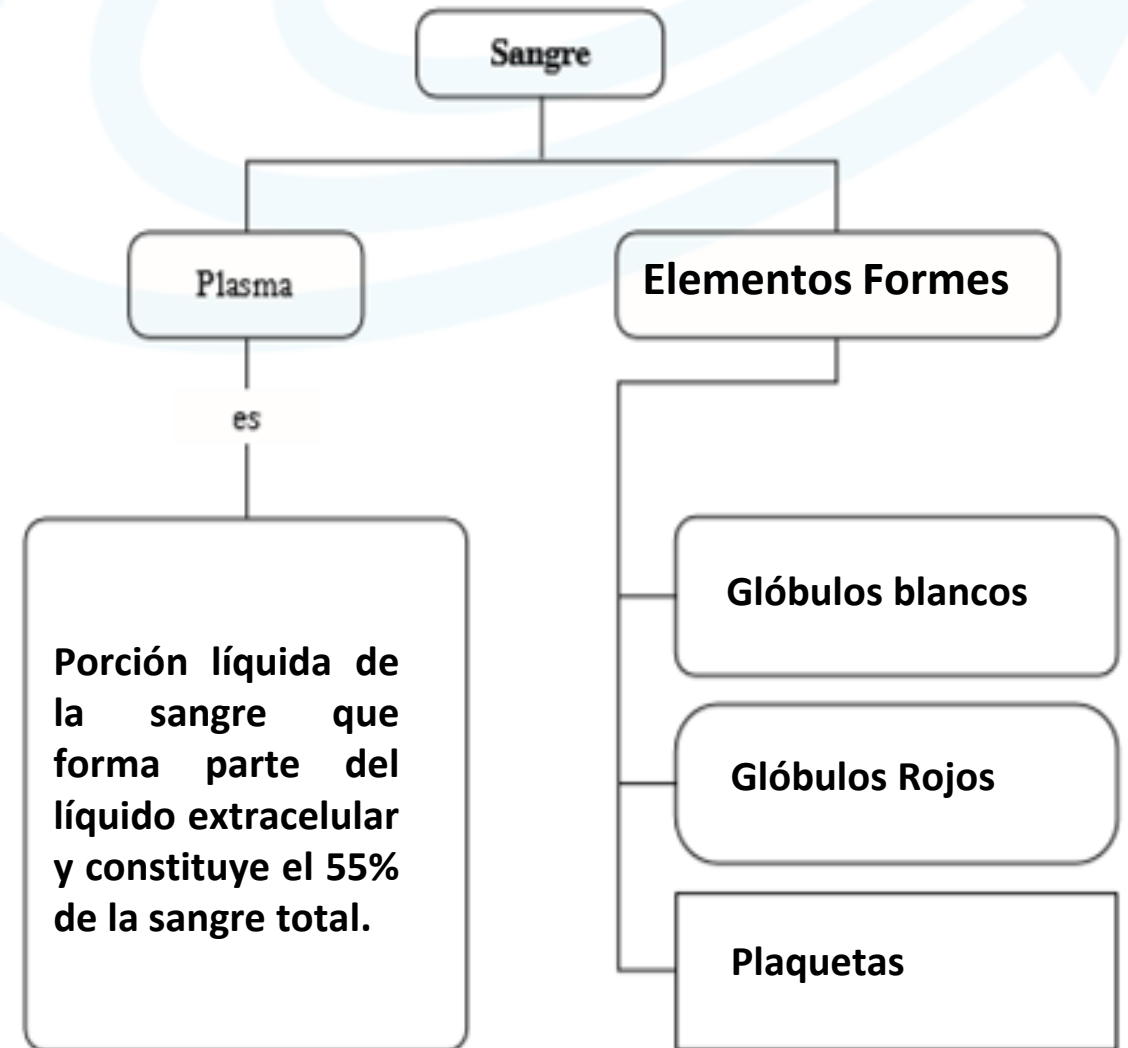 Sangre
Plasma
Elementos Formes
es
Porción líquida de
la sangre que
forma parte del
líquido extracelular
y constituye el 55%
de la sangre total.
Glóbulos blancos
Glóbulos Rojos
Plaquetas